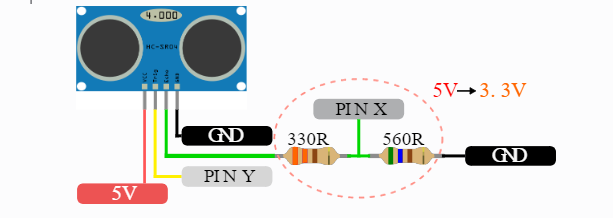 4.000
HC-SR04
Vcc
Trig
Echo
GND
5V→3.3V
PIN X
GND
330R
560R
GND
PIN Y
5V